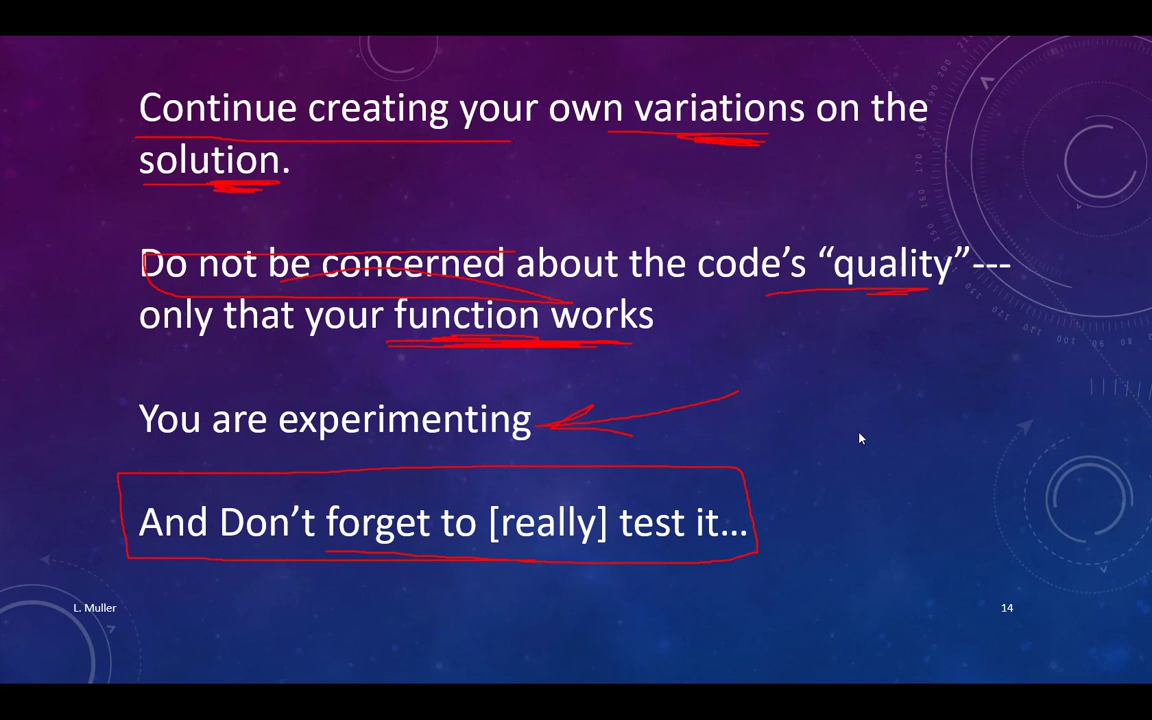 Continue creating your own variations on the
solution.
Do not be concerned about the code's “quality”---
only that your function works
You are experimenting
And Don't forget to [really] test it…
L. Muller
14